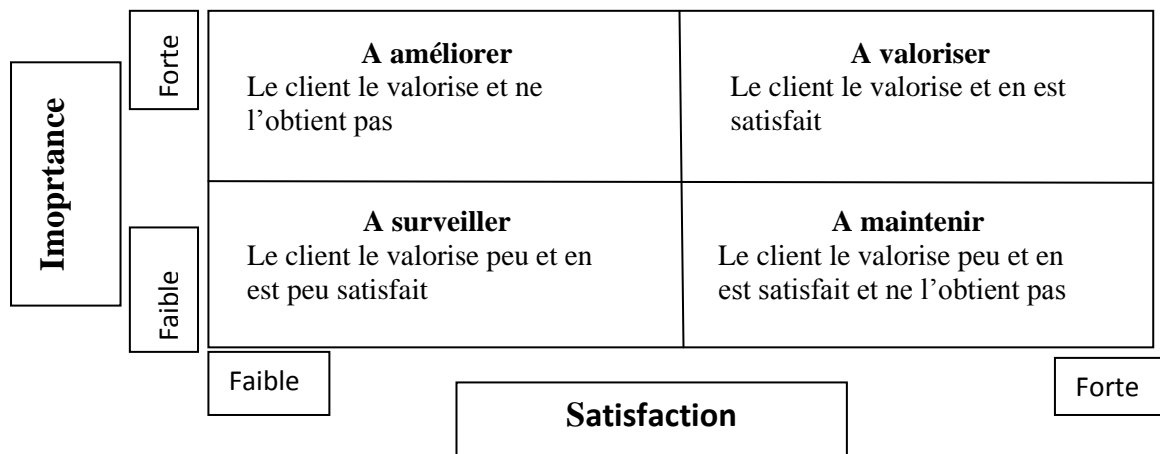 Imoprtance
Forte
A améliorer
Le client le valorise et ne
l’obtient pas
A valoriser
Le client le valorise et en est
satisfait
Faible
A surveiller
Le client le valorise peu et en
est peu satisfait
A maintenir
Le client le valorise peu et en
est satisfait et ne l’obtient pas
Faible
Satisfaction
Forte